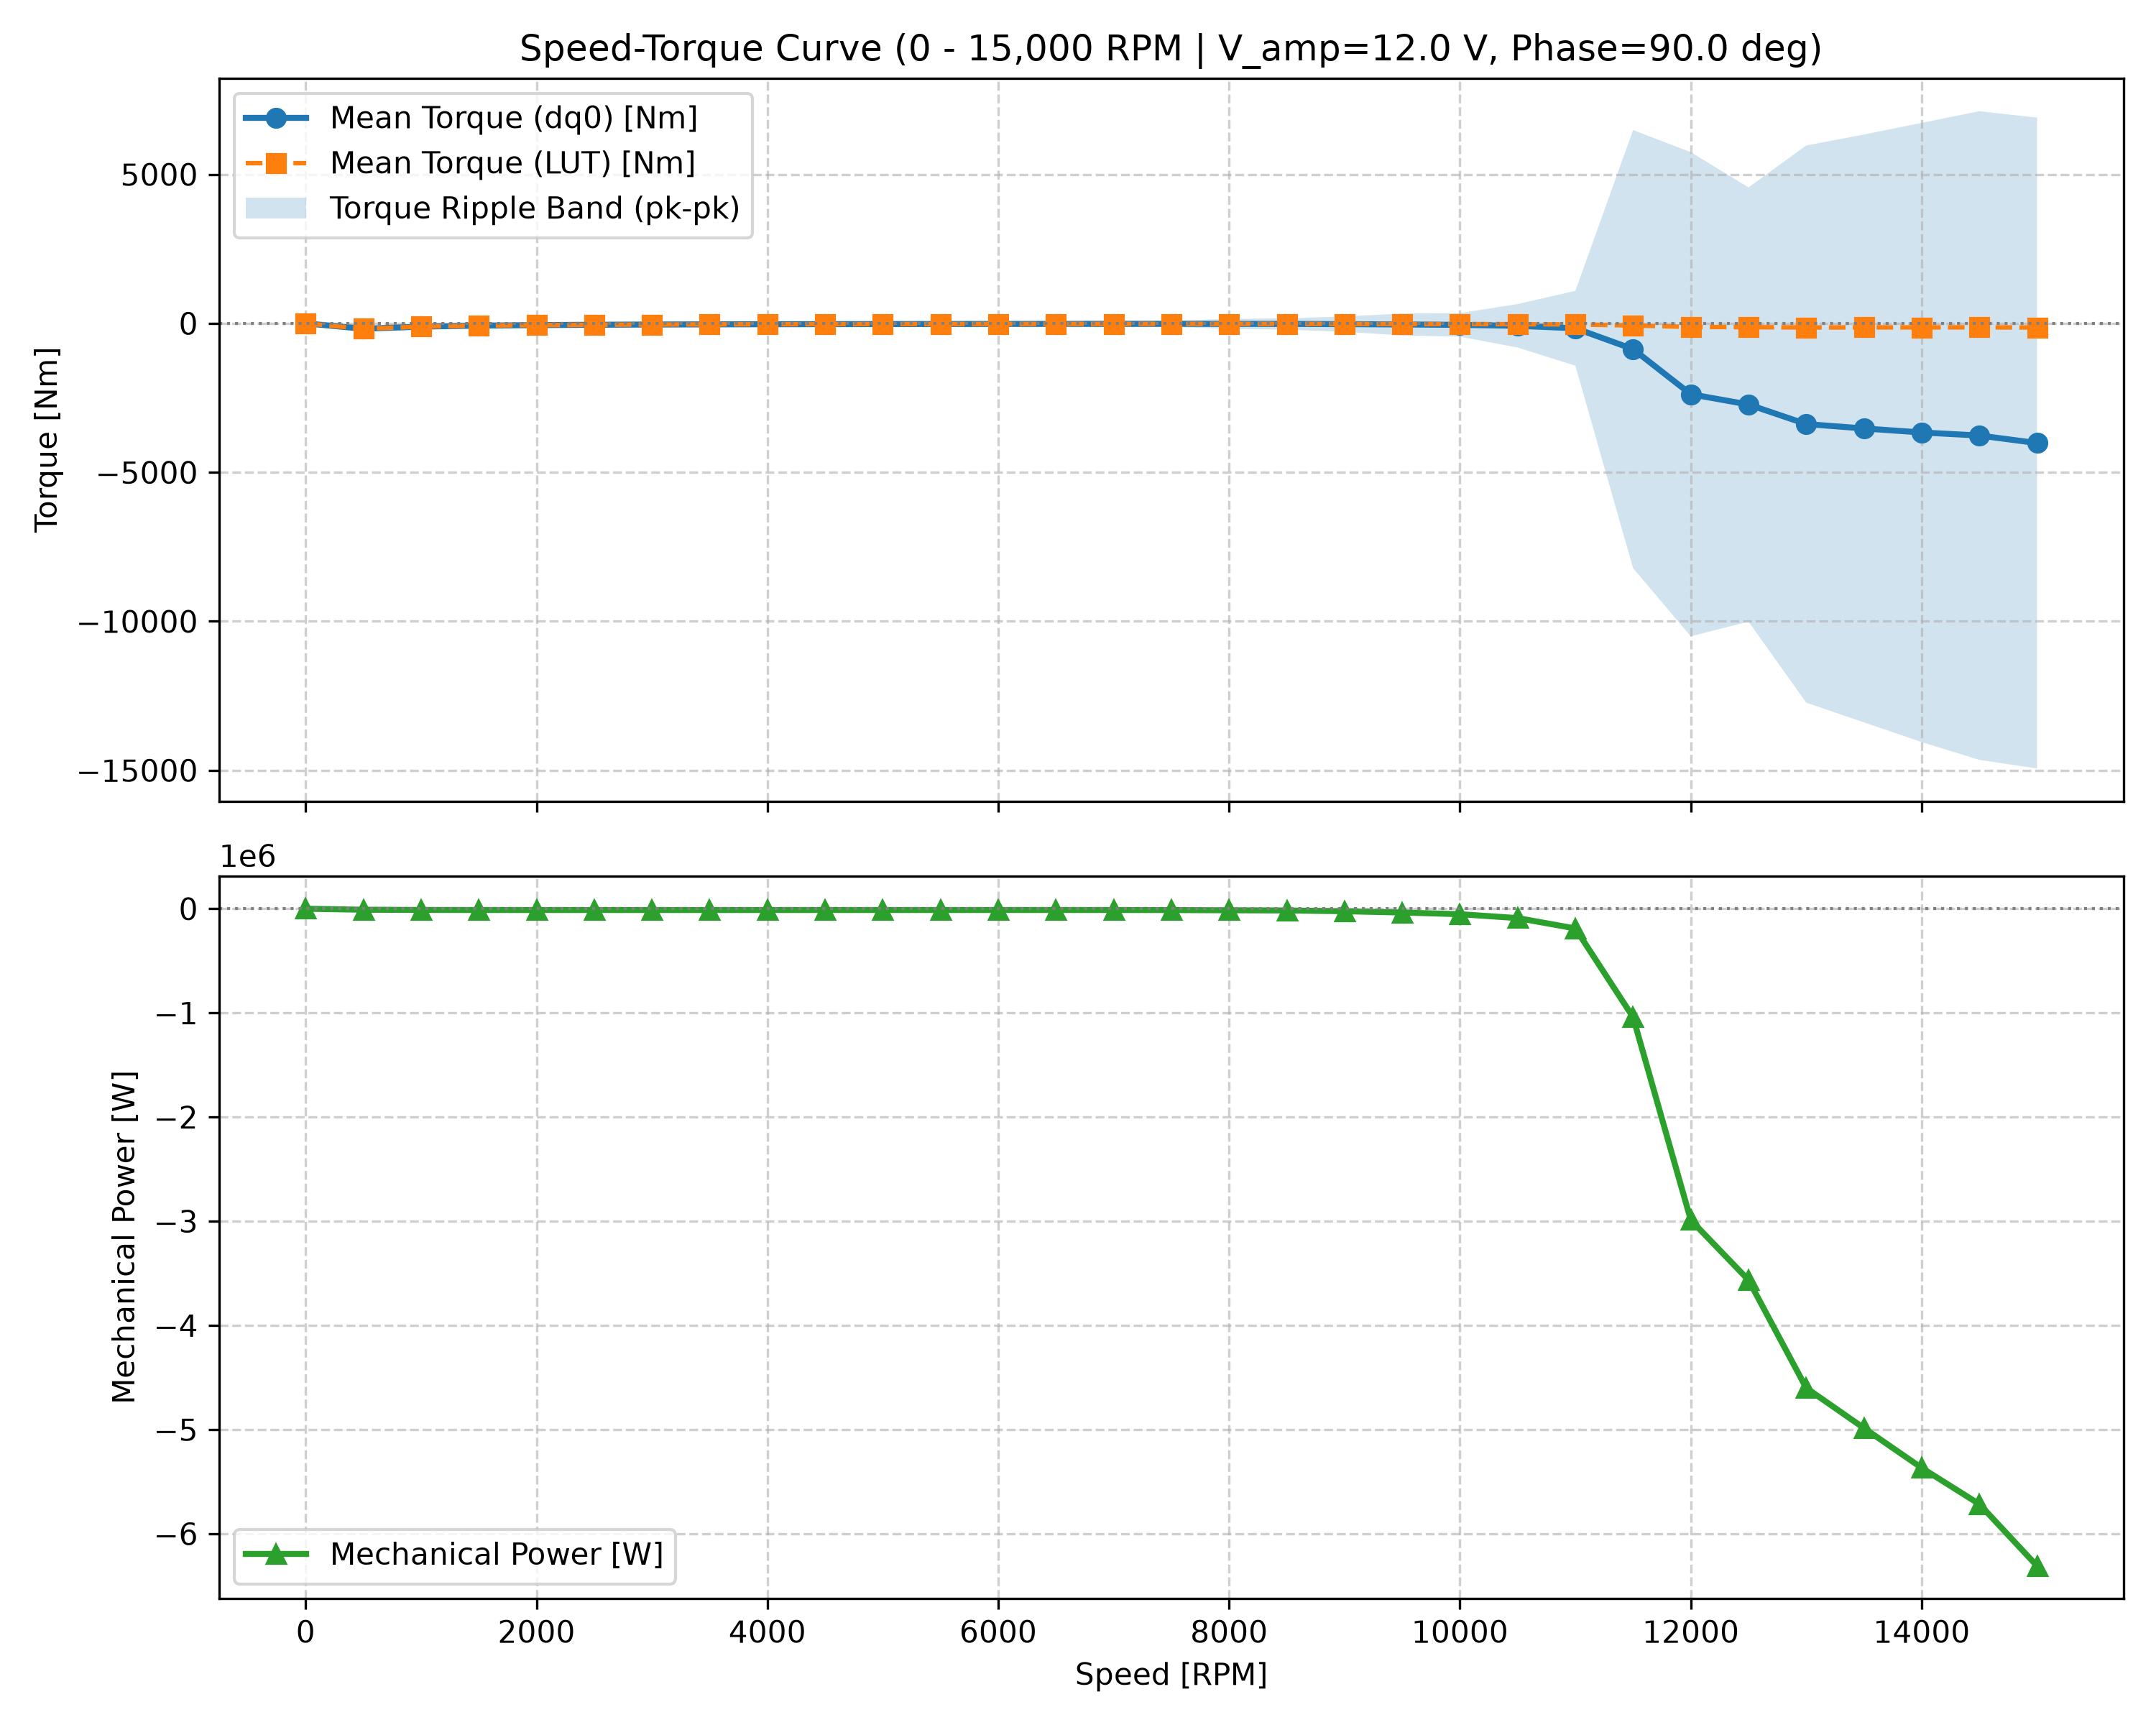 Speed-Torque Curve (0 - 15,000 RPM | V_amp=12.0 V, Phase=90.0 deg)
Mean Torque (dq0) [Nm]
Mean Torque (LUT) [Nm]
Torque Ripple Band (pk-pk)
5000
0
−5000
−10000
−15000
Torque [Nm]
1e6
0
−1
−2
−3
−4
−5
−6
Mechanical Power [W]
Mechanical Power [W]
0
2000
4000
6000
8000
10000
12000
14000
Speed [RPM]